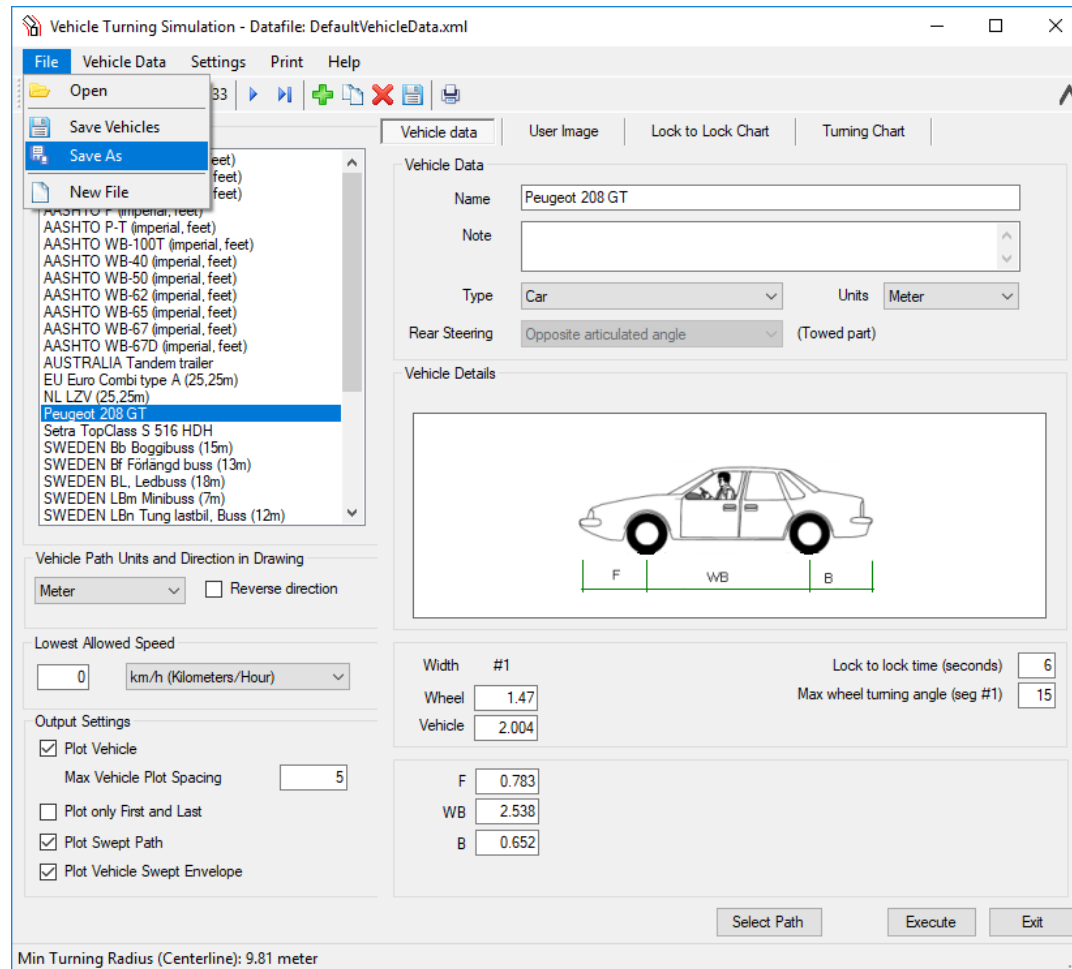 Vehicle Turning Simulation - Datafile: DefaultVehicleData.xml
File Vehicle Data Settings Print Help
Open
33
Save Vehicles
Save As
New File
eet)
feet)
feet)
AASHTO P (imperial, feet)
AASHTO P-T (imperial, feet)
AASHTO WB-100T (imperial, feet)
AASHTO WB-40 (imperial, feet)
AASHTO WB-50 (imperial, feet)
AASHTO WB-62 (imperial, feet)
AASHTO WB-65 (imperial, feet)
AASHTO WB-67 (imperial, feet)
AASHTO WB-67D (imperial, feet)
AUSTRALIA Tandem trailer
EU Euro Combi type A (25,25m)
NL LZV (25,25m)
Peugeot 208 GT
Setra TopClass S 516 HDH
SWEDEN Bb Boggibuss (15m)
SWEDEN Bf Förlängd buss (13m)
SWEDEN BL, Ledbuss (18m)
SWEDEN LBm Minibuss (7m)
SWEDEN LBn Tung lastbil, Buss (12m)
Vehicle Path Units and Direction in Drawing
Meter Reverse direction
Lowest Allowed Speed
0 km/h (Kilometers/Hour)
Output Settings
Plot Vehicle
Max Vehicle Plot Spacing 5
Plot only First and Last
Plot Swept Path
Plot Vehicle Swept Envelope
Vehicle data User Image Lock to Lock Chart Turning Chart
Vehicle Data
Name Peugeot 208 GT
Note
Type Car Units Meter
Rear Steering Opposite articulated angle (Towed part)
Vehicle Details
F WB B
Width #1 Lock to lock time (seconds) 6
Wheel 1.47 Max wheel turning angle (seg #1) 15
Vehicle 2.004
F 0.783
WB 2.538
B 0.652
Select Path Execute Exit
Min Turning Radius (Centerline): 9.81 meter